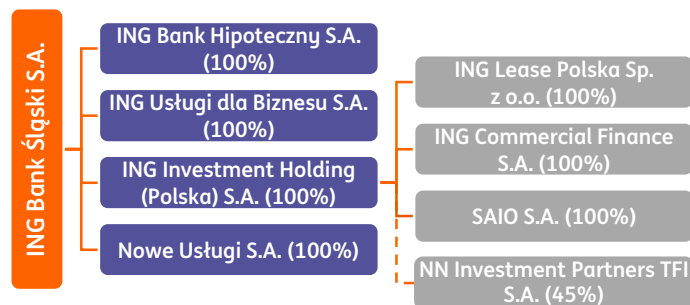 ING Bank Śląski S.A.
ING Bank Hipoteczny S.A.
(100%)
ING Usługi dla Biznesu S.A.
(100%)
ING Investment Holding
(Polska) S.A. (100%)
Nowe Usługi S.A. (100%)
ING Lease Polska Sp.
z o.o. (100%)
ING Commercial Finance
S.A. (100%)
SAIO S.A. (100%)
NN Investment Partners TFI
S.A. (45%)